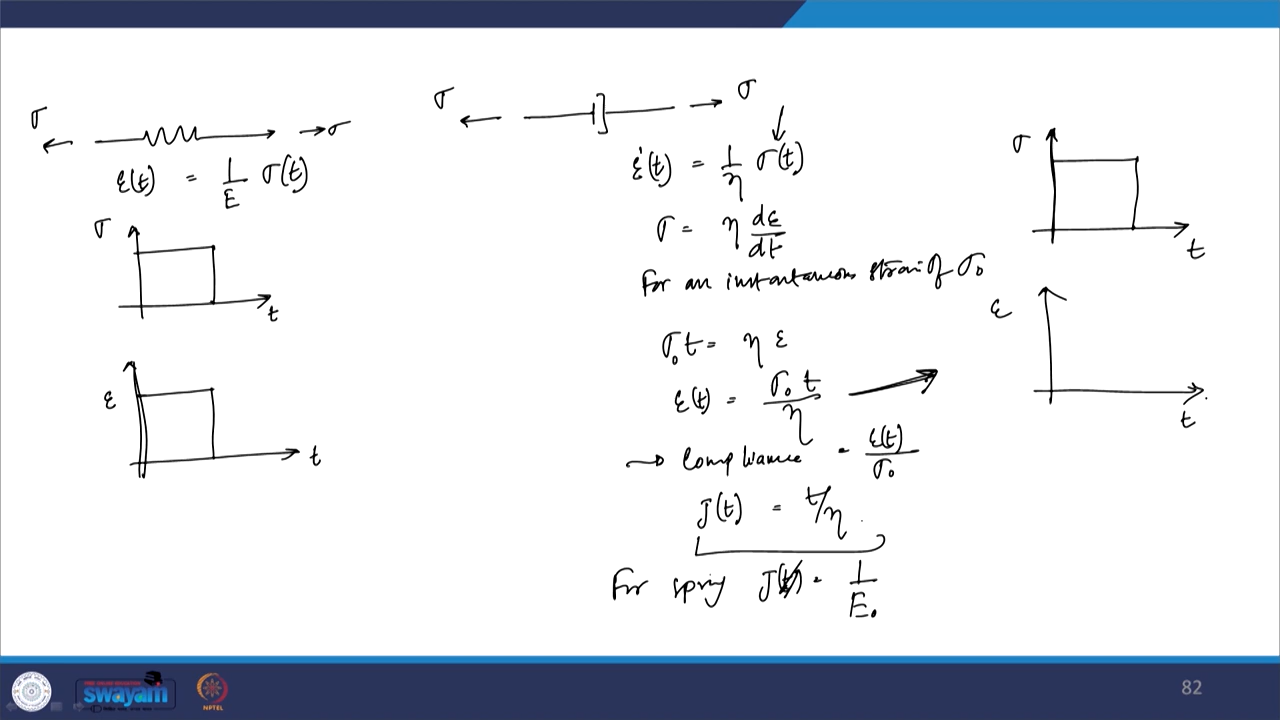 σ σ
ε(t) = 1/E σ(t)
σ
t
ε
t
σ σ
ε̇(t) = 1/η σ(t)
σ = η dε/dt
For an instantaneous strain of σ₀
σ₀t = η ε
ε(t) = σ₀ t/η
→ Compliance = ε(t)/σ₀
J(t) = t/η
For spring J(t) = 1/E.
σ
t
ε
t
swayam
NPTEL
82